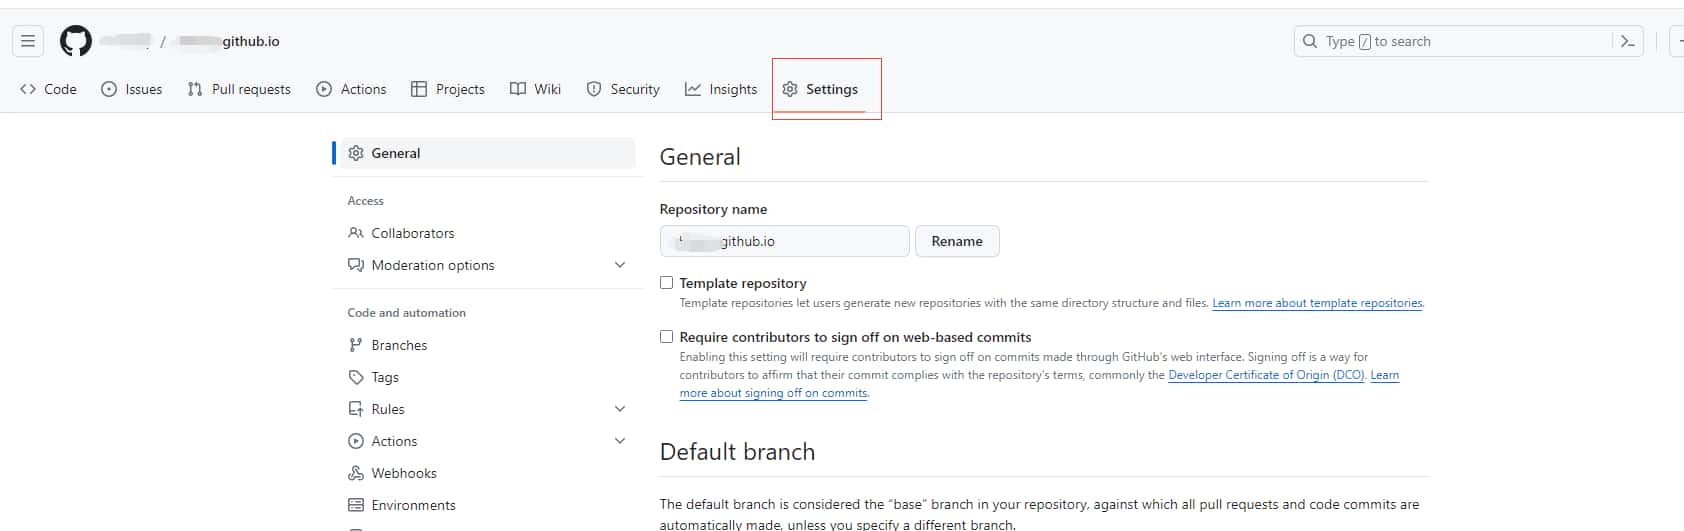 / github.io
Type / to search
Code Issues Pull requests Actions Projects Wiki Security Insights Settings
General
Access
Collaborators
Moderation options
Code and automation
Branches
Tags
Rules
Actions
Webhooks
Environments
General
Repository name
github.io Rename
Template repository
Template repositories let users generate new repositories with the same directory structure and files. Learn more about template repositories.
Require contributors to sign off on web-based commits
Enabling this setting will require contributors to sign off on commits made through GitHub's web interface. Signing off is a way for
contributors to affirm that their commit complies with the repository's terms, commonly the Developer Certificate of Origin (DCO). Learn
more about signing off on commits.
Default branch
The default branch is considered the “base” branch in your repository, against which all pull requests and code commits are
automatically made, unless you specify a different branch.